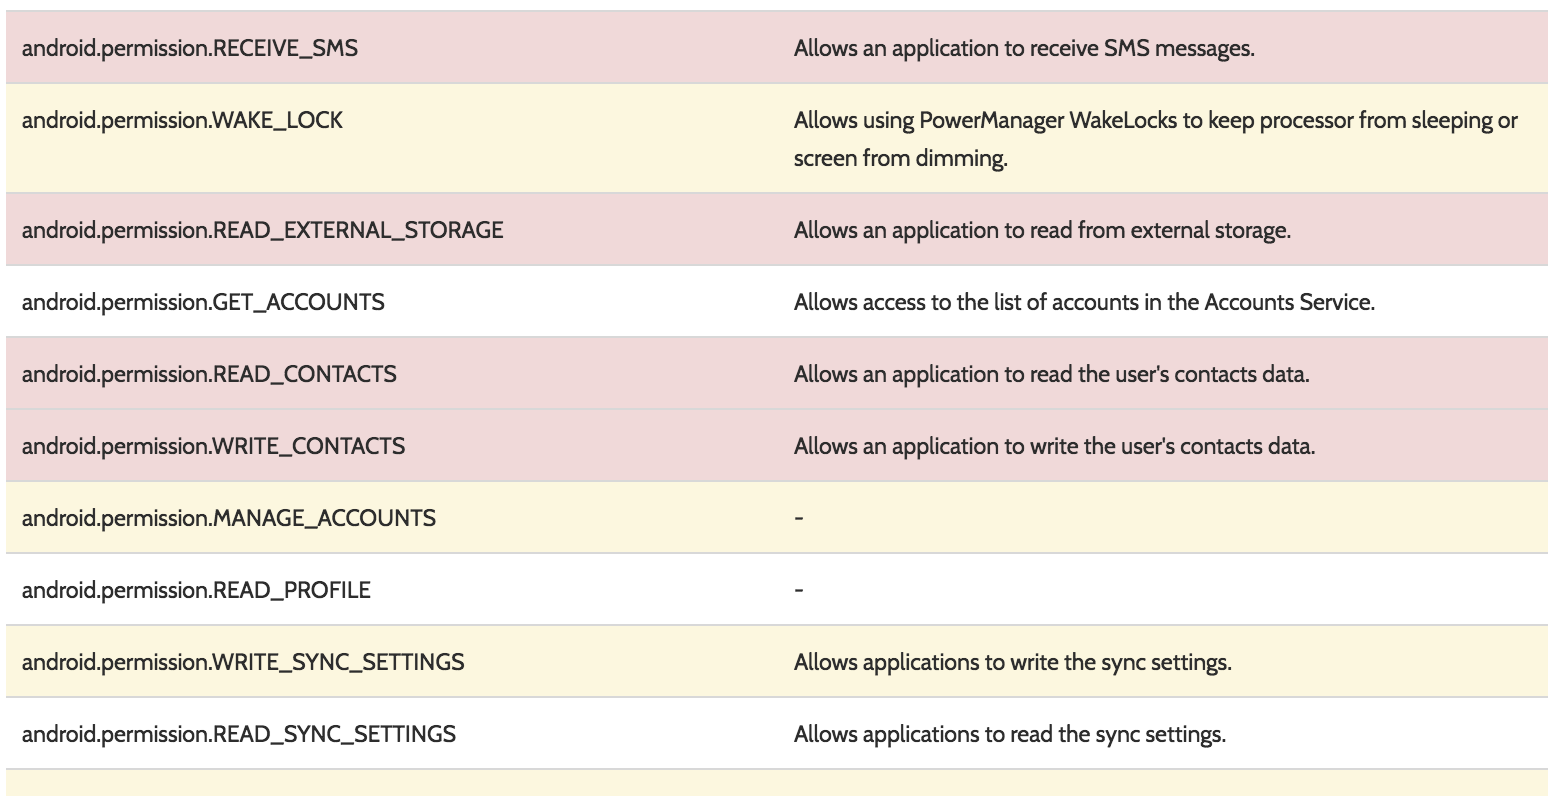 android.permission.RECEIVE_SMS Allows an application to receive SMS messages.
android.permission.WAKE_LOCK Allows using PowerManager WakeLocks to keep processor from sleeping or
screen from dimming.
android.permission.READ_EXTERNAL_STORAGE Allows an application to read from external storage.
android.permission.GET_ACCOUNTS Allows access to the list of accounts in the Accounts Service.
android.permission.READ_CONTACTS Allows an application to read the user's contacts data.
android.permission.WRITE_CONTACTS Allows an application to write the user's contacts data.
android.permission.MANAGE_ACCOUNTS -
android.permission.READ_PROFILE -
android.permission.WRITE_SYNC_SETTINGS Allows applications to write the sync settings.
android.permission.READ_SYNC_SETTINGS Allows applications to read the sync settings.